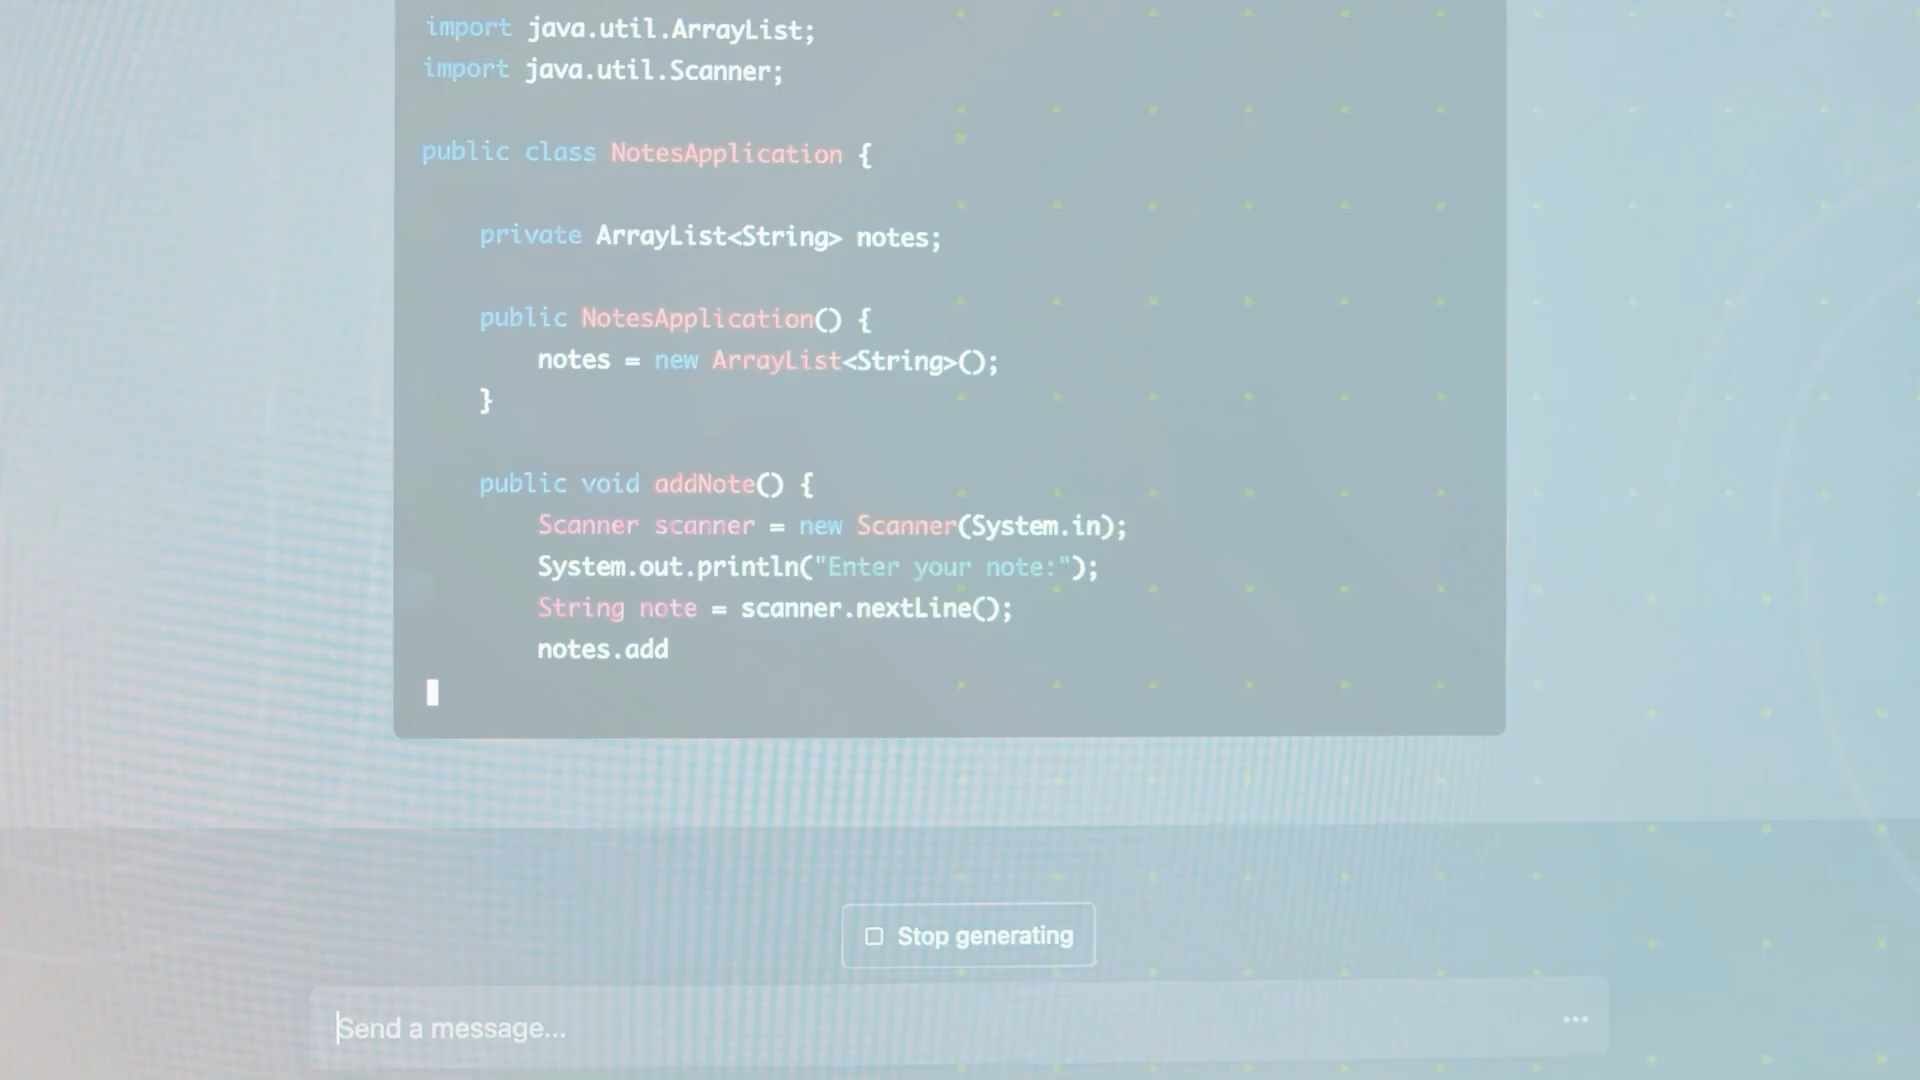 import java.util.ArrayList;
import java.util.Scanner;
public class NotesApplication {
private ArrayList<String> notes;
public NotesApplication() {
notes = new ArrayList<String>();
}
public void addNote() {
Scanner scanner = new Scanner(System.in);
System.out.println("Enter your note:");
String note = scanner.nextLine();
notes.add
Stop generating
Send a message...